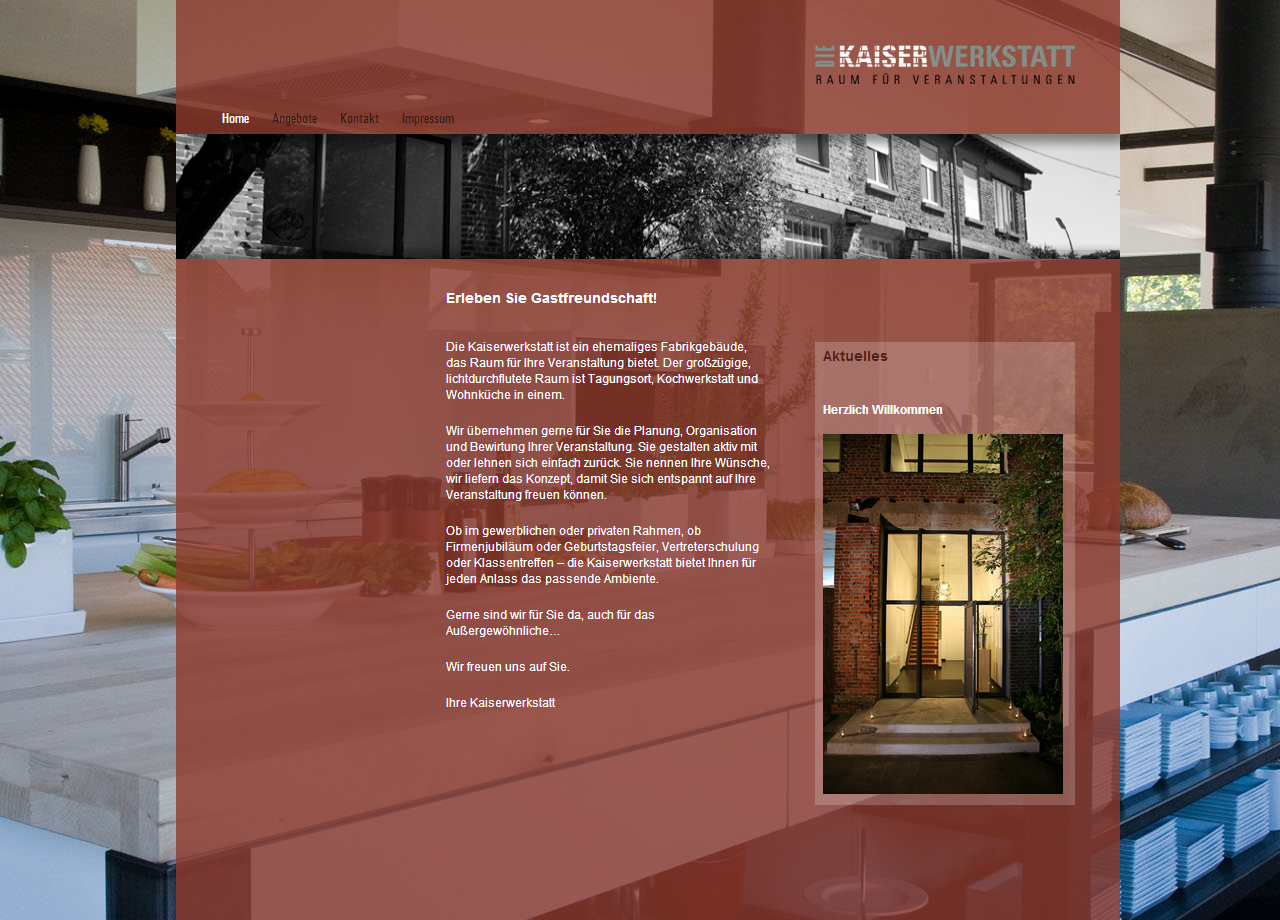 DIE KAISERWERKSTATT
RAUM FÜR VERANSTALTUNGEN
Home Angebote Kontakt Impressum
Erleben Sie Gastfreundschaft!
Die Kaiserwerkstatt ist ein ehemaliges Fabrikgebäude,
das Raum für Ihre Veranstaltung bietet. Der großzügige,
lichtdurchflutete Raum ist Tagungsort, Kochwerkstatt und
Wohnküche in einem.
Wir übernehmen gerne für Sie die Planung, Organisation
und Bewirtung Ihrer Veranstaltung. Sie gestalten aktiv mit
oder lehnen sich einfach zurück. Sie nennen Ihre Wünsche,
wir liefern das Konzept, damit Sie sich entspannt auf Ihre
Veranstaltung freuen können.
Ob im gewerblichen oder privaten Rahmen, ob
Firmenjubiläum oder Geburtstagsfeier, Vertreterschulung
oder Klassentreffen – die Kaiserwerkstatt bietet Ihnen für
jeden Anlass das passende Ambiente.
Gerne sind wir für Sie da, auch für das
Außergewöhnliche...
Wir freuen uns auf Sie.
Ihre Kaiserwerkstatt
Aktuelles
Herzlich Willkommen